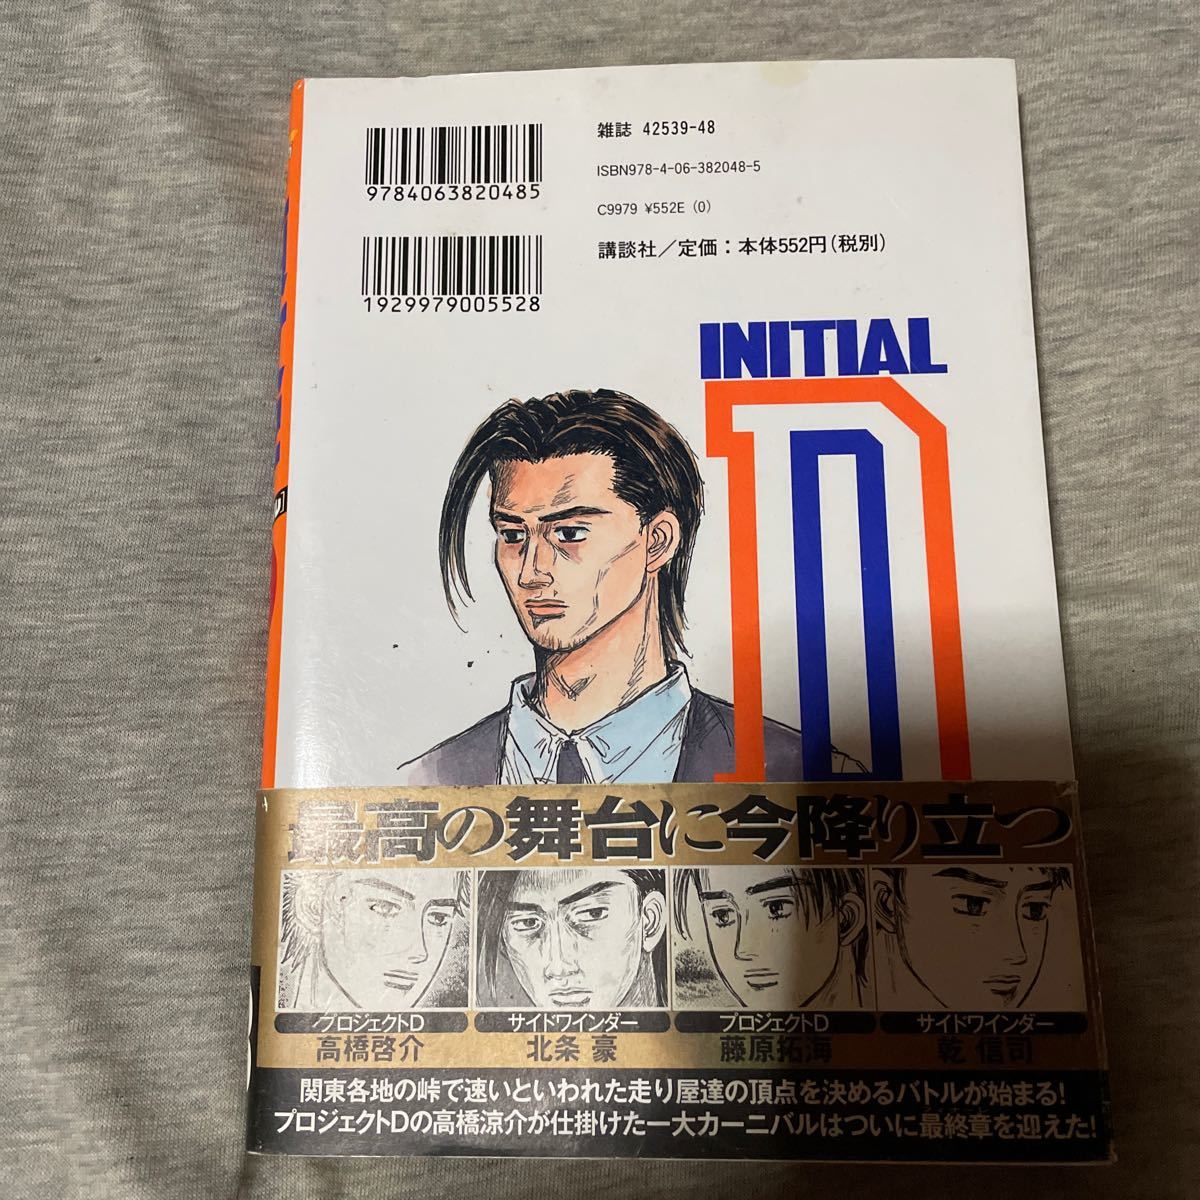 9784063820485
雑誌 42539-48
ISBN978-4-06-382048-5
C9979 ¥552E (0)
1929979005528
講談社／定価：本体552円（税別）
INITIAL
D
最高の舞台に今降り立つ
プロジェクトD
高橋啓介
サイドワインダー
北条 豪
プロジェクトD
藤原拓海
サイドワインダー
乾 信司
関東各地の峠で速いといわれた走り屋達の頂点を決めるバトルが始まる!
プロジェクトDの高橋涼介が仕掛けた一大カーニバルはついに最終章を迎えた!